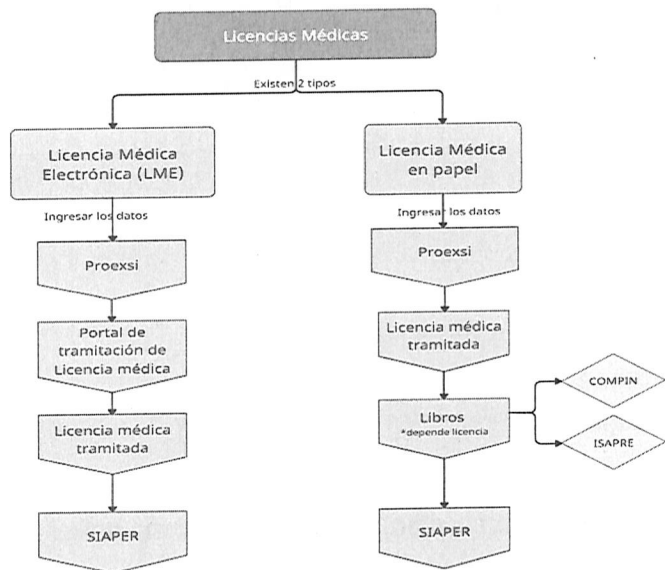 Licencias Médicas
Existen 2 tipos
Licencia Médica
Electrónica (LME)
Ingresar los datos
Proexsi
Portal de
tramitación de
Licencia médica
Licencia médica
tramitada
SIAPER
Licencia Médica
en papel
Ingresar los datos
Proexsi
Licencia médica
tramitada
Libros
*depende licencia
COMPIN
ISAPRE
SIAPER